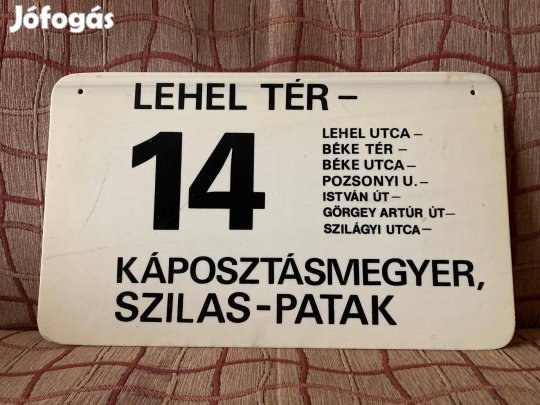 Jófogás
LEHEL TÉR –
14
LEHEL UTCA –
BÉKE TÉR –
BÉKE UTCA –
POZSONYI U. –
ISTVÁN ÚT –
GÖRGEY ARTÚR ÚT –
SZILÁGYI UTCA –
KÁPOSZTÁSMEGYER,
SZILAS-PATAK